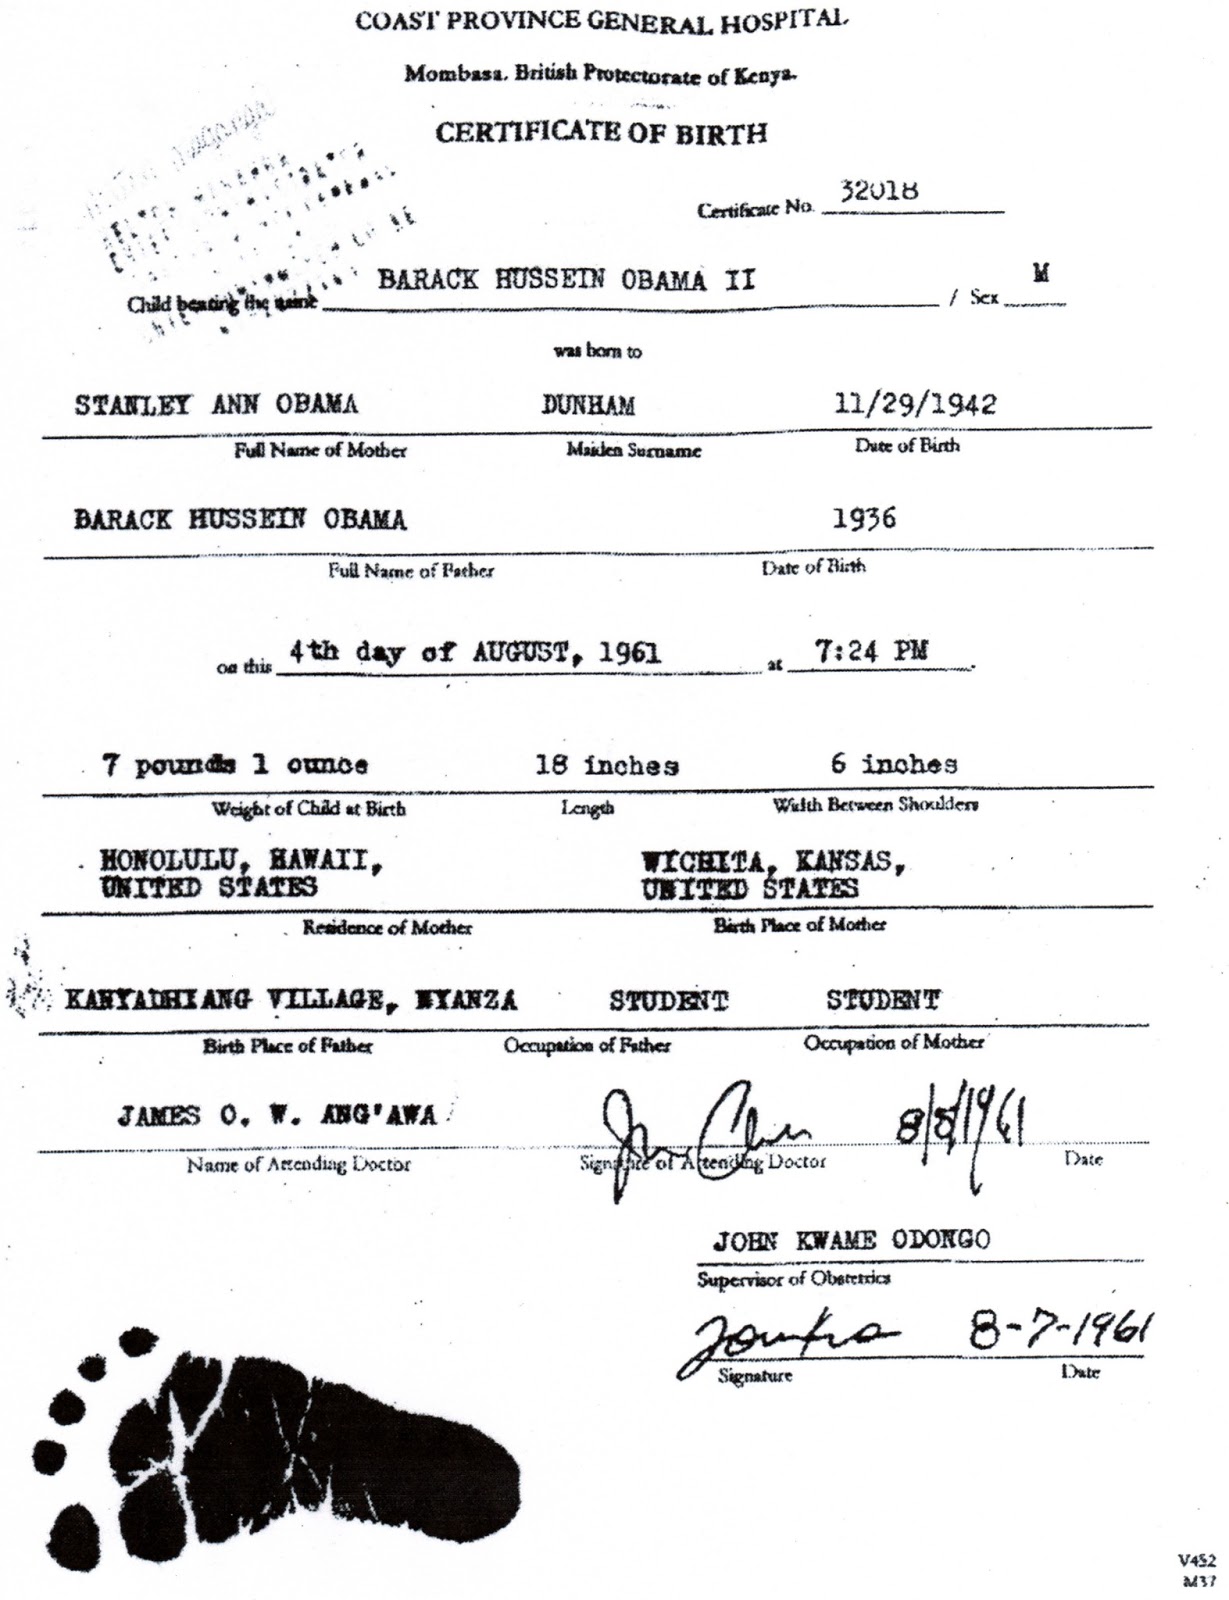 COAST PROVINCE GENERAL HOSPITAL
Mombasa, British Protectorate of Kenya.
CERTIFICATE OF BIRTH
Certificate No. 32018
Child bearing the name BARACK HUSSEIN OBAMA II / Sex M
was born to
STANLEY ANN OBAMA DUNHAM 11/29/1942
Full Name of Mother Maiden Surname Date of Birth
BARACK HUSSEIN OBAMA 1936
Full Name of Father Date of Birth
on this 4th day of AUGUST, 1961 at 7:24 PM.
7 pounds 1 ounce 18 inches 6 inches
Weight of Child at Birth Length Width Between Shoulders
HONOLULU, HAWAII, WICHITA, KANSAS,
UNITED STATES UNITED STATES
Residence of Mother Birth Place of Mother
KANYADHIANG VILLAGE, NYANZA STUDENT STUDENT
Birth Place of Father Occupation of Father Occupation of Mother
JAMES O. W. ANG'AWA 8/8/1961
Name of Attending Doctor Signature of Attending Doctor Date
JOHN KWAME ODONGO
Supervisor of Obstetrics
8-7-1961
Signature Date
V452
M37